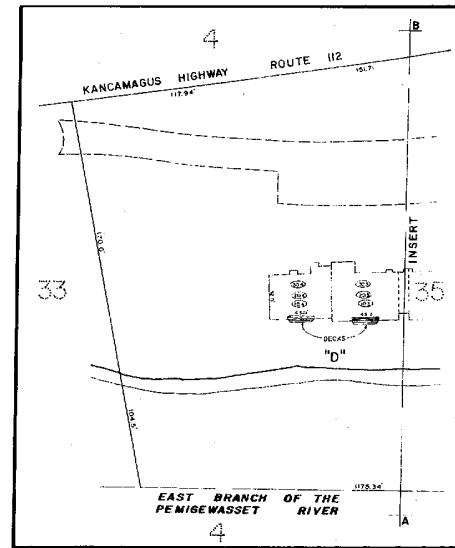 4
B
KANCAMAGUS HIGHWAY ROUTE 112
117.94'
151.71
INSERT
33
35
DECKS
"D"
104.5'
1175.34'
EAST BRANCH OF THE
PEMIGEWASSET RIVER
A
4